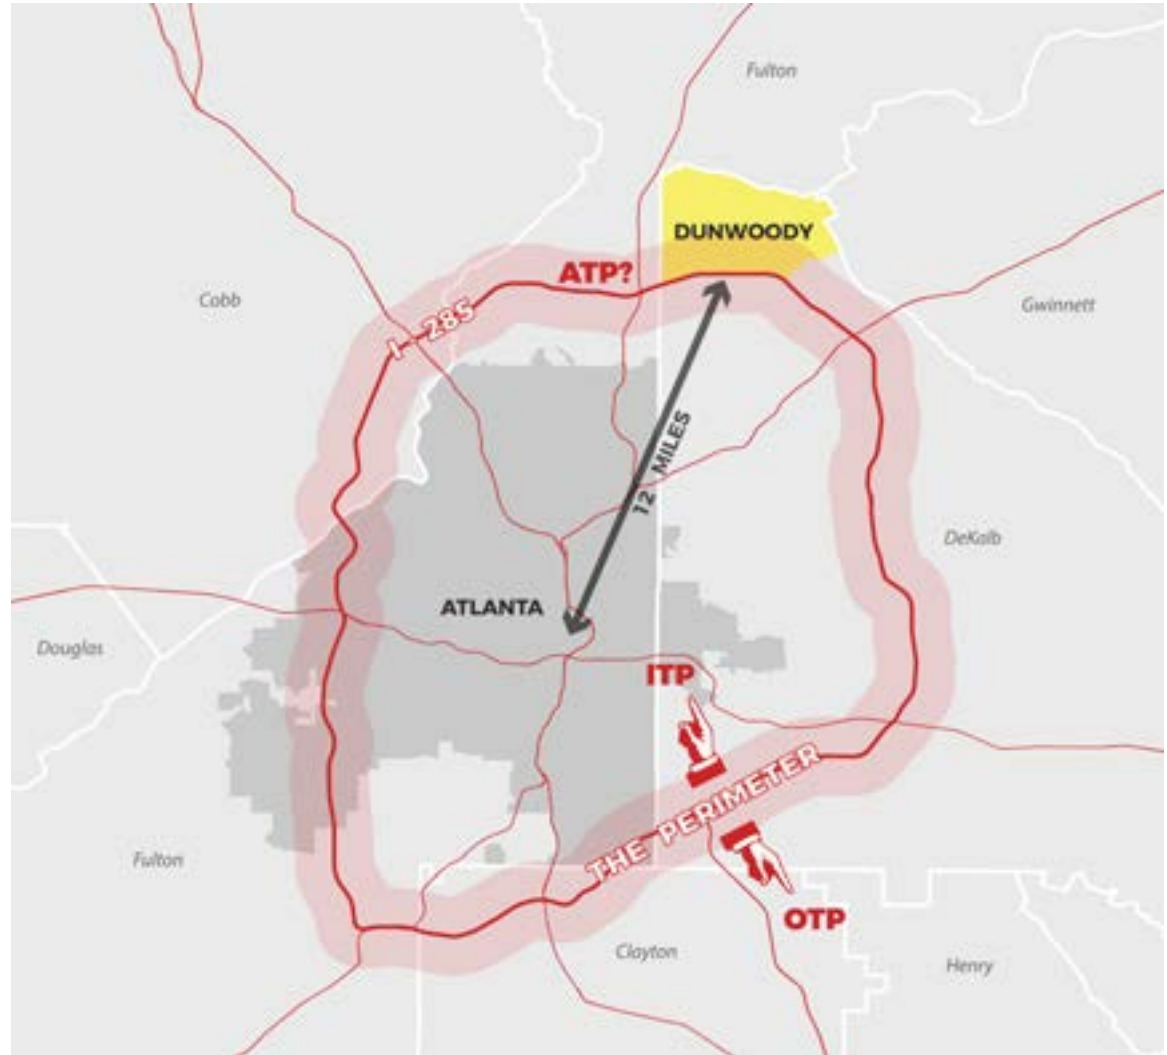 Fulton
DUNWOODY
ATP?
Cobb
Gwinnett
I - 285
12 MILES
DeKalb
ATLANTA
Douglas
ITP
THE PERIMETER
Fulton
OTP
Clayton
Henry